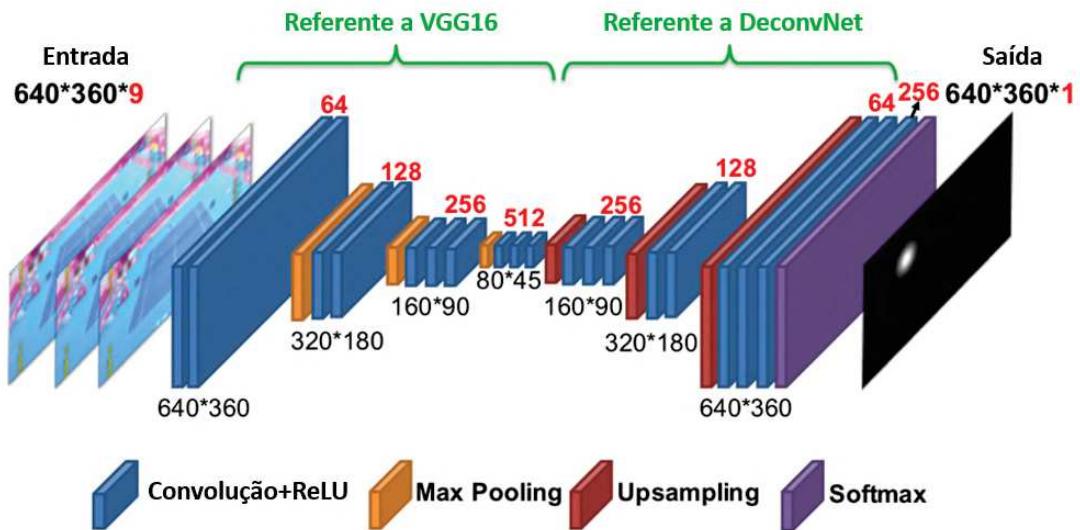 Referente a VGG16
Referente a DeconvNet
Entrada
640*360*9
Saída
640*360*1
64
128
256
512
256
128
64
256
640*360
320*180
160*90
80*45
160*90
320*180
640*360
Convolução+ReLU
Max Pooling
Upsampling
Softmax